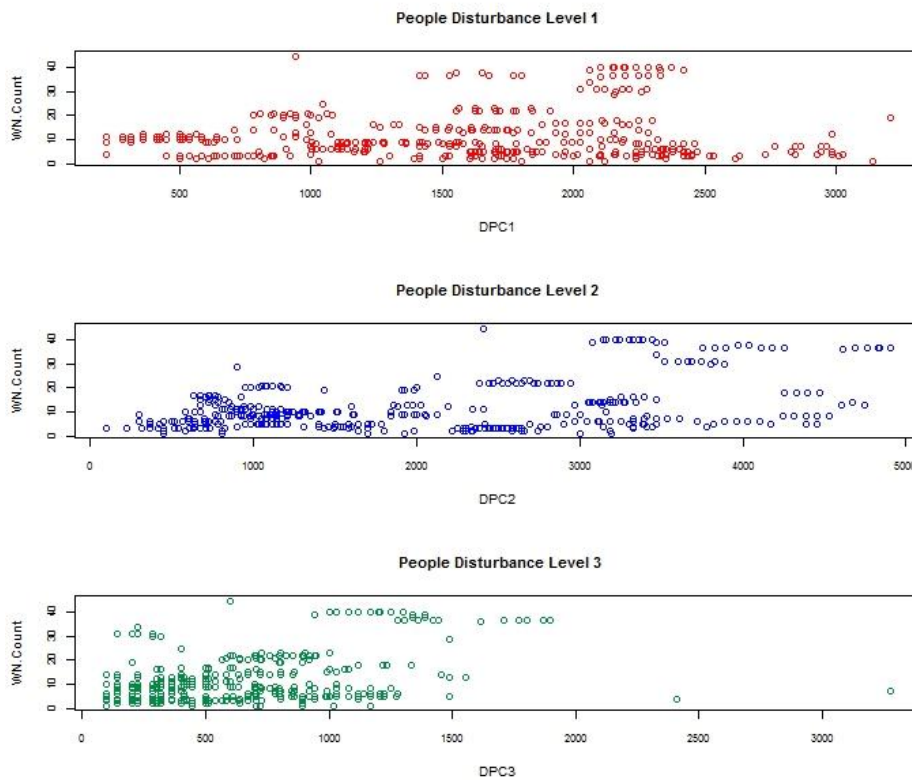 People Disturbance Level 1
WN.Count
0 10 20 30 40
500 1000 1500 2000 2500 3000
DPC1
People Disturbance Level 2
WN.Count
0 10 20 30 40
0 1000 2000 3000 4000 5000
DPC2
People Disturbance Level 3
WN.Count
0 10 20 30 40
0 500 1000 1500 2000 2500 3000
DPC3